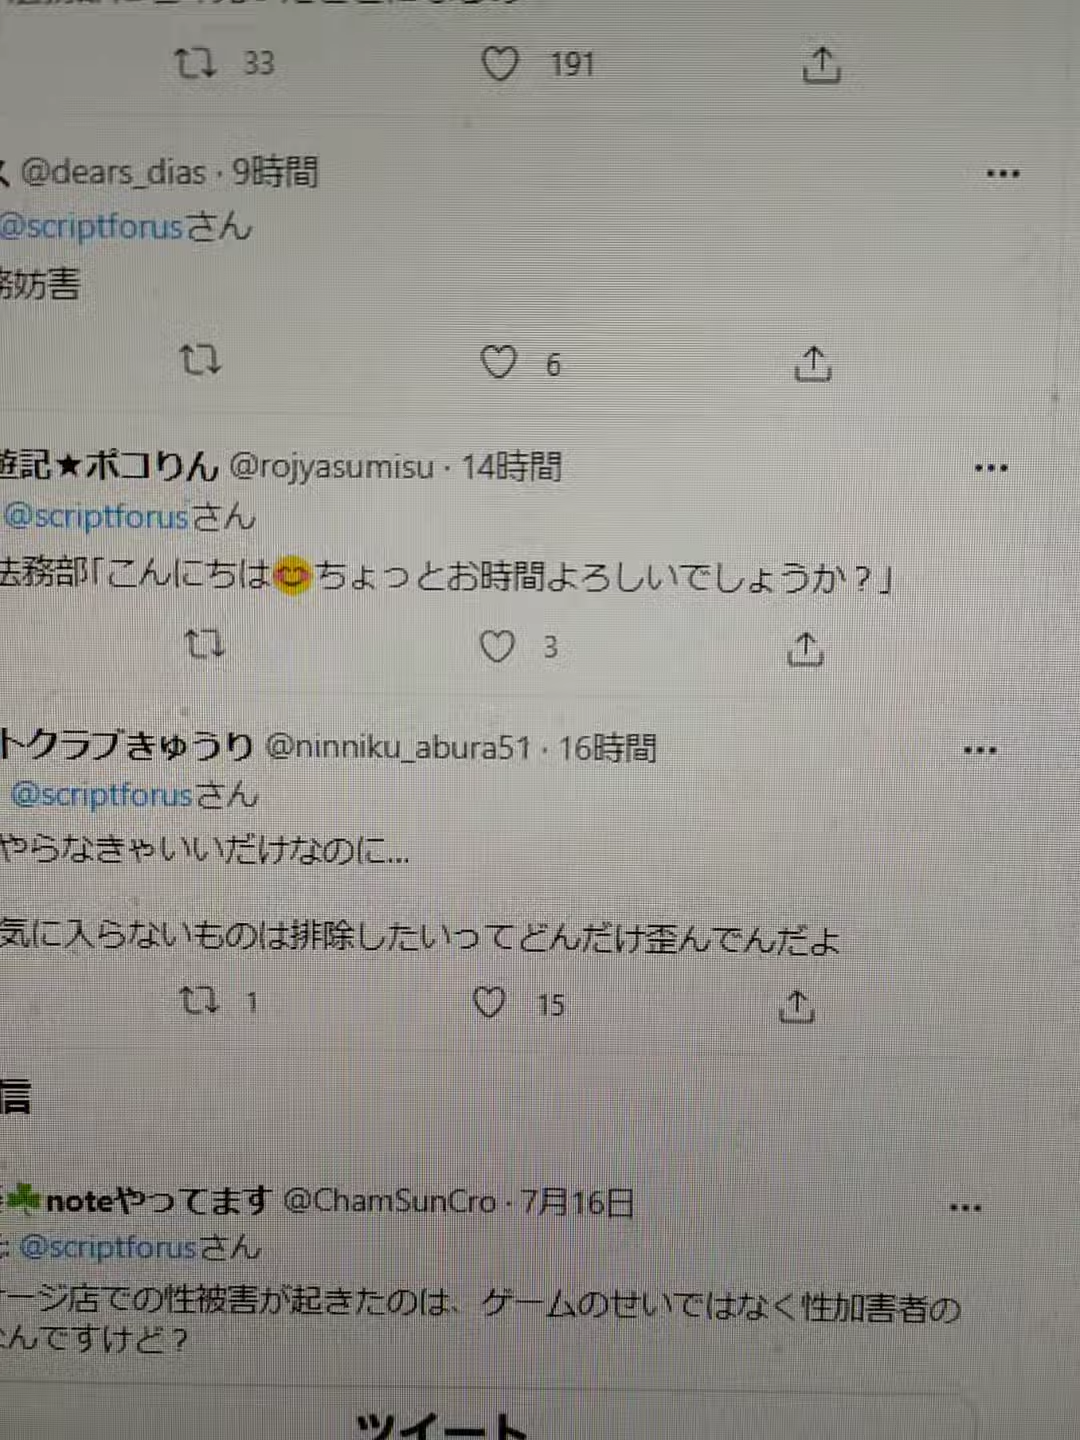 33 191
@dears_dias · 9時間
@scriptforusさん
務妨害
6
遊記★ポコりん @rojyasumisu · 14時間
@scriptforusさん
法務部「こんにちは😊ちょっとお時間よろしいでしょうか？」
3
トクラブきゅうり @ninniku_abura51 · 16時間
@scriptforusさん
やらなきゃいいだけなのに...
気に入らないものは排除したいってどんだけ歪んでんだよ
1 15
信
☘noteやってます @ChamSunCro · 7月16日
: @scriptforusさん
ージ店での性被害が起きたのは、ゲームのせいではなく性加害者の
んですけど？
ツイート